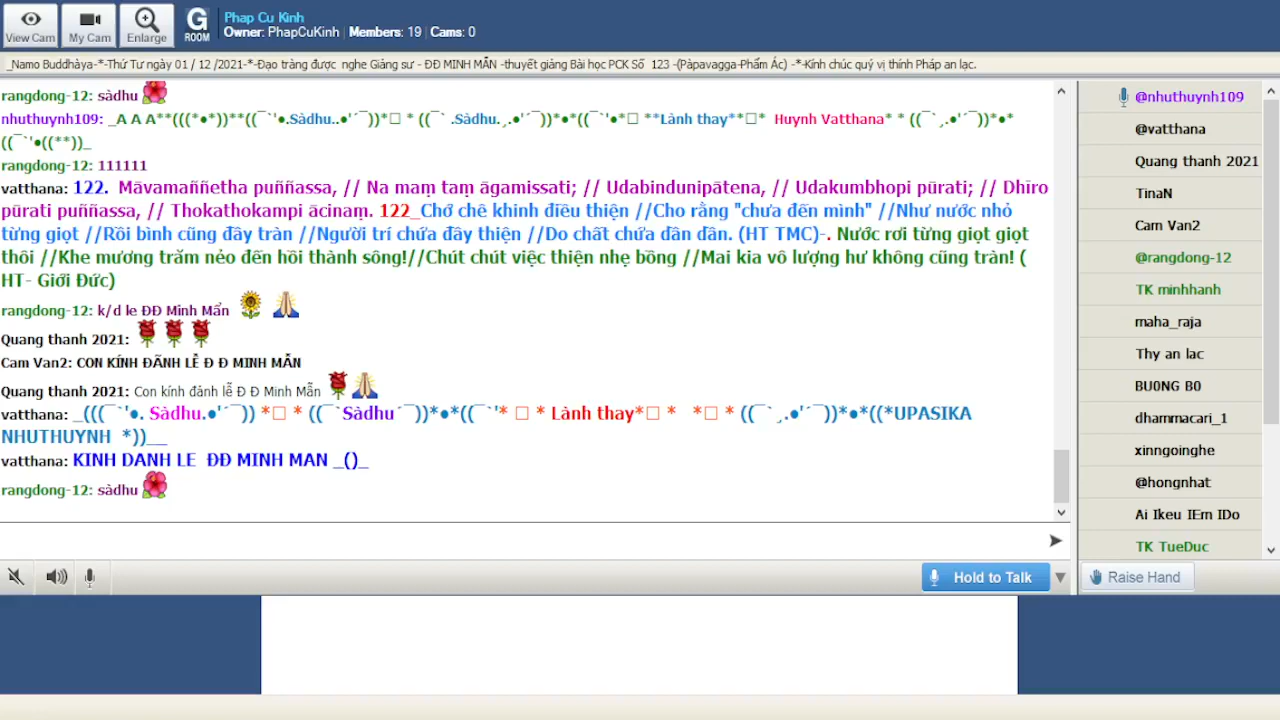 View Cam
My Cam
Enlarge
G
ROOM
Phap Cu Kinh
Owner: PhapCuKinh | Members: 19 | Cams: 0
_Namo Buddhàya-*-Thứ Tư ngày 01 / 12 /2021-*-Đạo tràng được nghe Giảng sư - ĐĐ MINH MẪN -thuyết giảng Bài học PCK Số 123 -(Pàpavagga-Phẩm Ác) -*-Kính chúc quý vị thính Pháp an lạc.
rangdong-12: sàdhu
nhuthuynh109: _A A A**(((*●*))**((¯`'●.Sàdhu..●'´¯))*□ * ((¯` .Sàdhu.¸.●'´¯))*●*((¯`'●*□ **Lành thay**□* Huynh Vatthana* * ((¯`¸.●'´¯))*●*
((¯`'●((**))_
rangdong-12: 111111
vatthana: 122. Māvamaññetha puññassa, // Na maṃ taṃ āgamissati; // Udabindunipātena, // Udakumbhopi pūrati; // Dhīro
pūrati puññassa, // Thokathokampi ācinaṃ. 122_Chớ chê khinh điều thiện //Cho rằng "chưa đến mình" //Như nước nhỏ
từng giọt //Rồi bình cũng đầy tràn //Người trí chứa đầy thiện //Do chất chứa dần dần. (HT TMC)-. Nước rơi từng giọt giọt
thôi //Khe mương trăm nẻo đến hồi thành sông!//Chút chút việc thiện nhẹ bồng //Mai kia vô lượng hư không cũng tràn! (
HT- Giới Đức)
rangdong-12: k/d le ĐĐ Minh Mẩn
Quang thanh 2021:
Cam Van2: CON KÍNH ĐÃNH LỄ Đ Đ MINH MẪN
Quang thanh 2021: Con kính đảnh lễ Đ Đ Minh Mẫn
vatthana: _(((¯`'●. Sàdhu.●'´¯)) *□ * ((¯`Sàdhu´¯))*●*((¯`'* □ * Lành thay*□ * *□ * ((¯`¸.●'´¯))*●*((*UPASIKA
NHUTHUYNH *))__
vatthana: KINH DANH LE ĐĐ MINH MAN _()_
rangdong-12: sàdhu
Hold to Talk
@nhuthuynh109
@vatthana
Quang thanh 2021
TinaN
Cam Van2
@rangdong-12
TK minhhanh
maha_raja
Thy an lac
BU0NG B0
dhammacari_1
xinngoinghe
@hongnhat
Ai Ikeu IEm IDo
TK TueDuc
Raise Hand